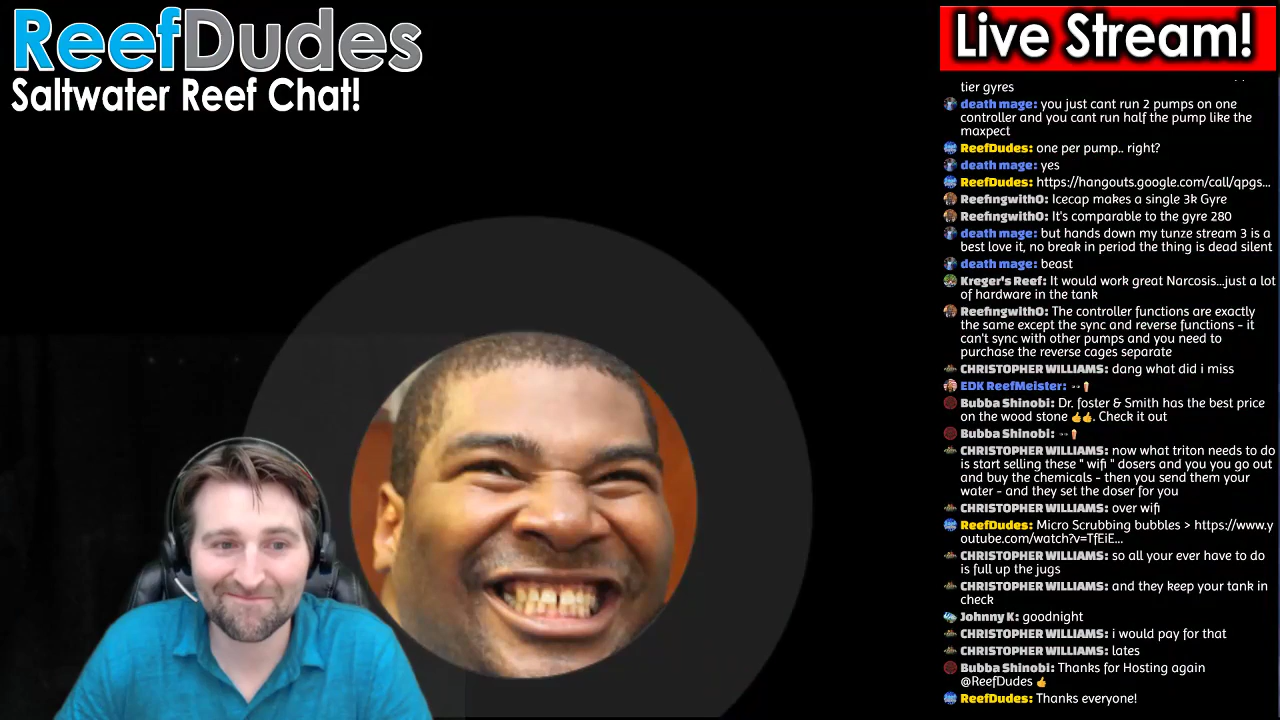 ReefDudes
Saltwater Reef Chat!
Live Stream!
tier gyres
death mage: you just cant run 2 pumps on one
controller and you cant run half the pump like the
maxpect
ReefDudes: one per pump.. right?
death mage: yes
ReefDudes: https://hangouts.google.com/call/qpgs...
ReefingwithO: Icecap makes a single 3k Gyre
ReefingwithO: It's comparable to the gyre 280
death mage: but hands down my tunze stream 3 is a
best love it, no break in period the thing is dead silent
death mage: beast
Kreger's Reef: It would work great Narcosis...just a lot
of hardware in the tank
ReefingwithO: The controller functions are exactly
the same except the sync and reverse functions - it
can't sync with other pumps and you need to
purchase the reverse cages separate
CHRISTOPHER WILLIAMS: dang what did i miss
EDK ReefMeister:
Bubba Shinobi: Dr. foster & Smith has the best price
on the wood stone 👍👍. Check it out
Bubba Shinobi:
CHRISTOPHER WILLIAMS: now what triton needs to do
is start selling these " wifi " dosers and you you go out
and buy the chemicals - then you send them your
water - and they set the doser for you
CHRISTOPHER WILLIAMS: over wifi
ReefDudes: Micro Scrubbing bubbles > https://www.y
outube.com/watch?v=TfEiE...
CHRISTOPHER WILLIAMS: so all your ever have to do
is full up the jugs
CHRISTOPHER WILLIAMS: and they keep your tank in
check
Johnny K: goodnight
CHRISTOPHER WILLIAMS: i would pay for that
CHRISTOPHER WILLIAMS: lates
Bubba Shinobi: Thanks for Hosting again
@ReefDudes 👍
ReefDudes: Thanks everyone!